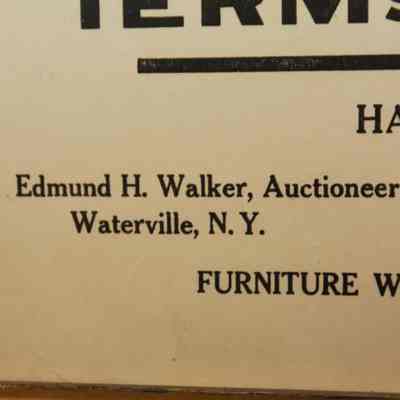 TERMS
HA
Edmund H. Walker, Auctioneer
Waterville, N. Y.
FURNITURE W